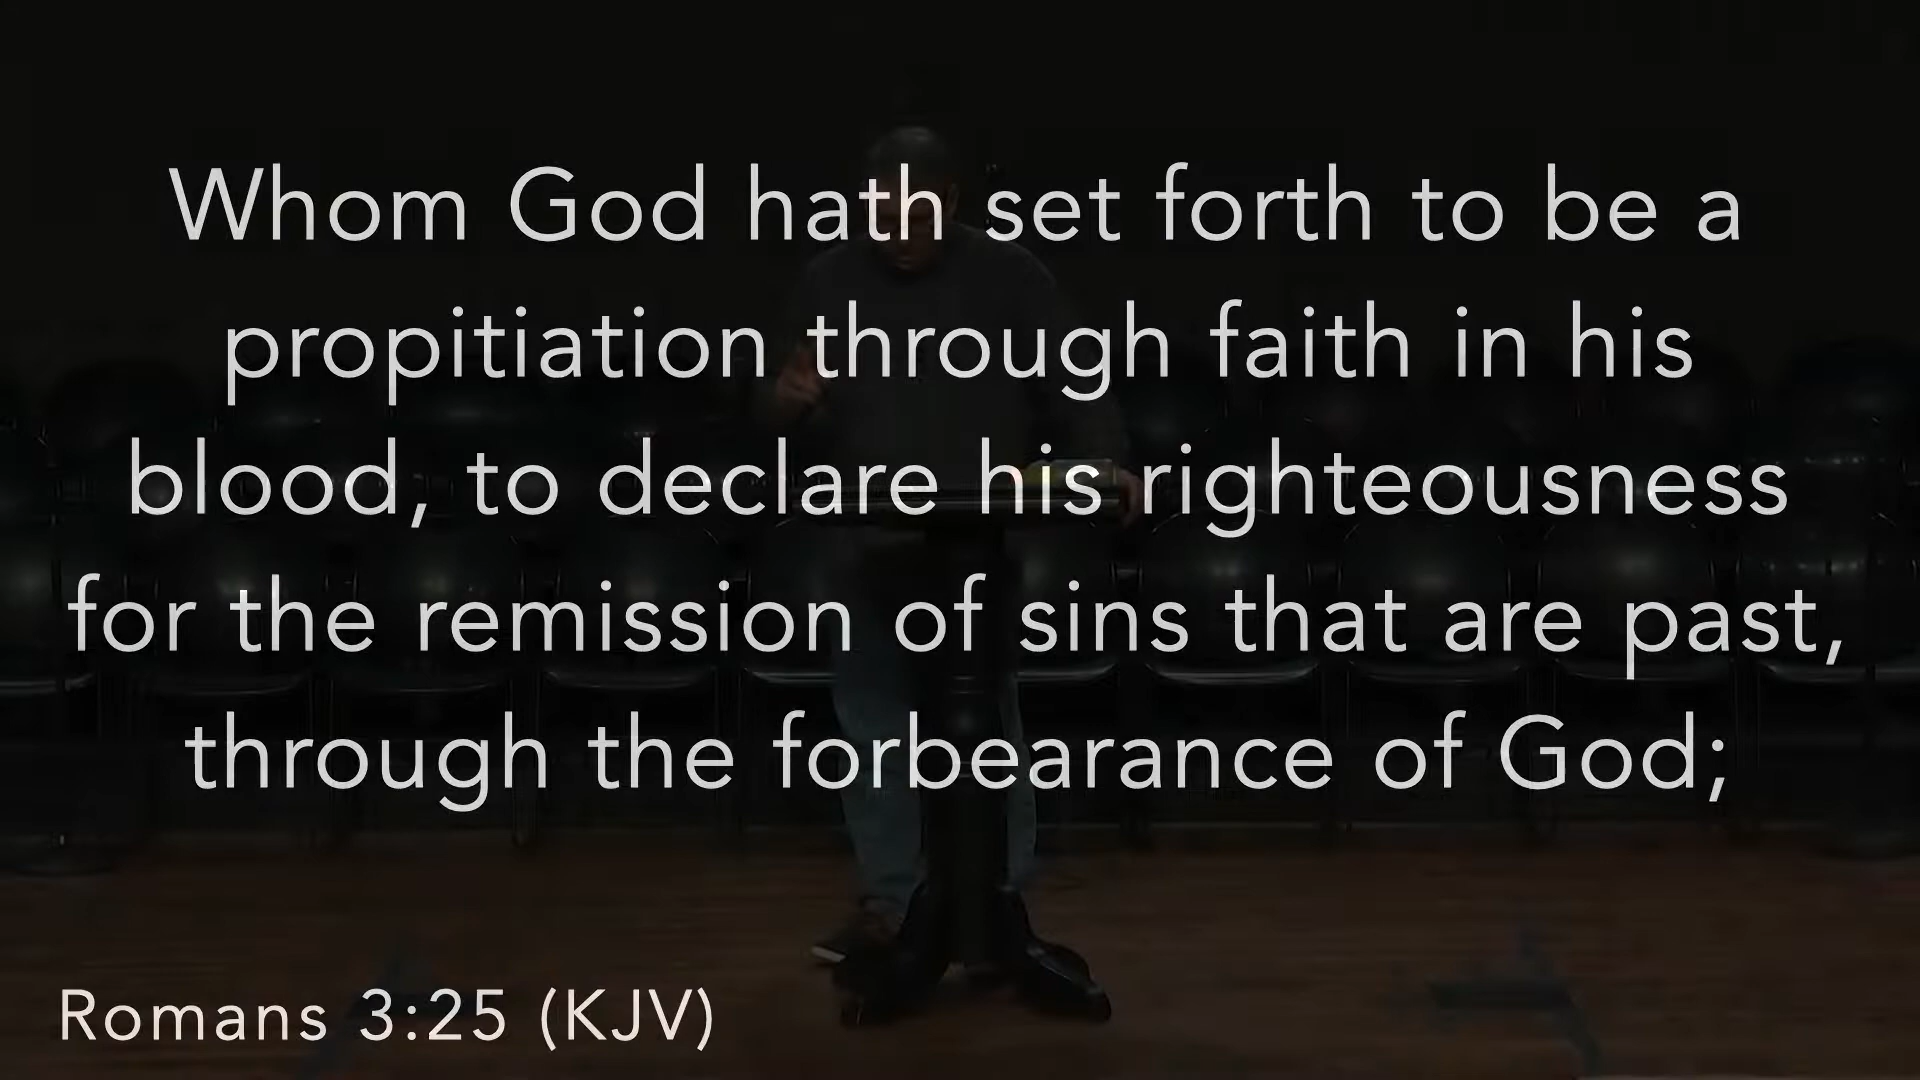 Whom God hath set forth to be a
propitiation through faith in his
blood, to declare his righteousness
for the remission of sins that are past,
through the forbearance of God;
Romans 3:25 (KJV)